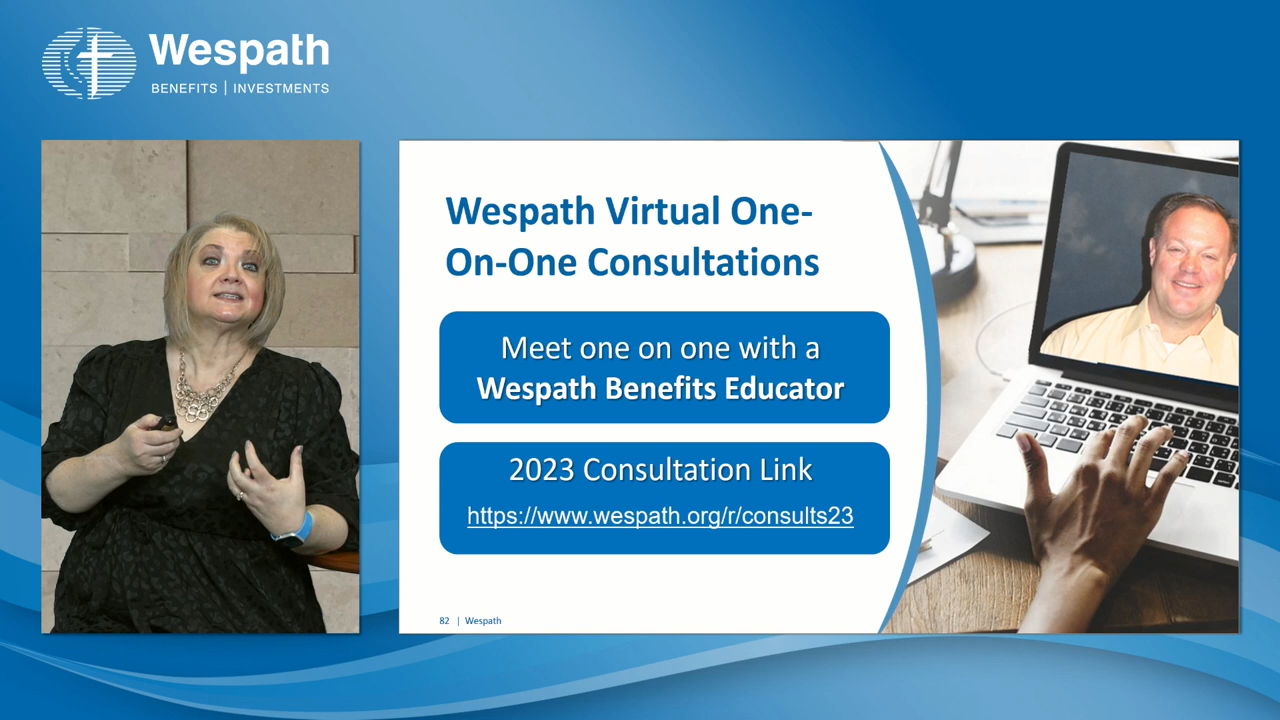 Wespath
BENEFITS | INVESTMENTS
Wespath Virtual One-
On-One Consultations
Meet one on one with a
Wespath Benefits Educator
2023 Consultation Link
https://www.wespath.org/r/consults23
82 | Wespath